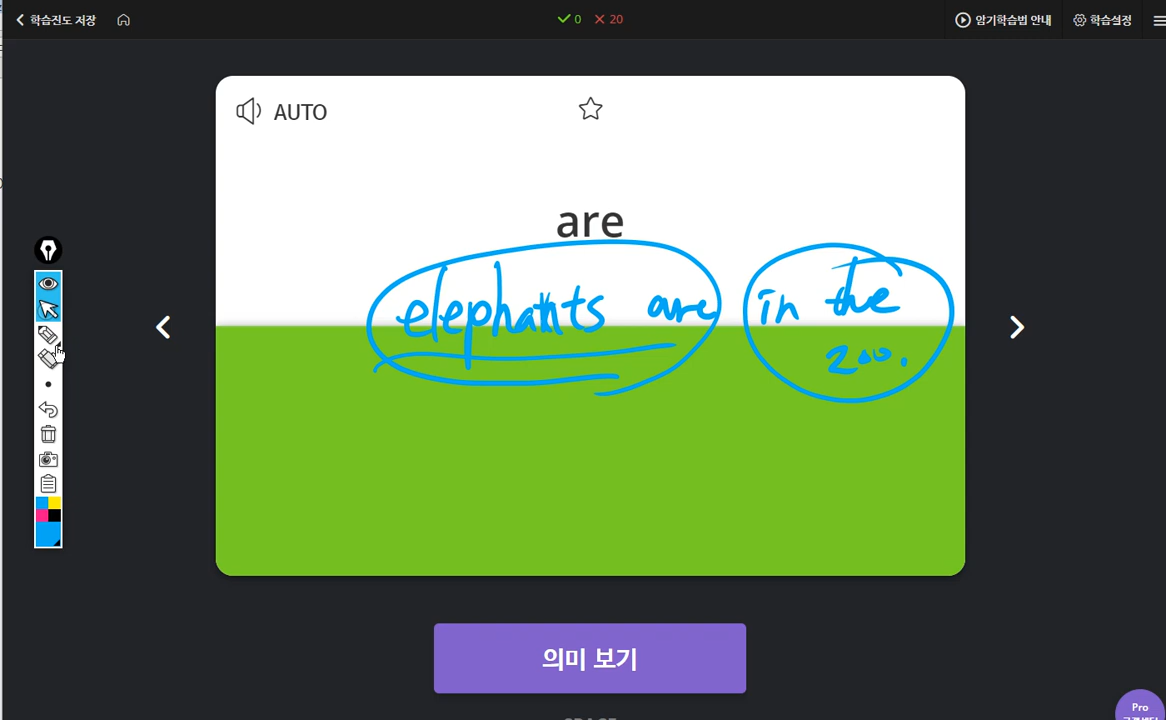 학습진도 저장 0 20 암기학습법 안내 학습설정
AUTO
are
elephants are in the
zoo.
의미 보기
Pro